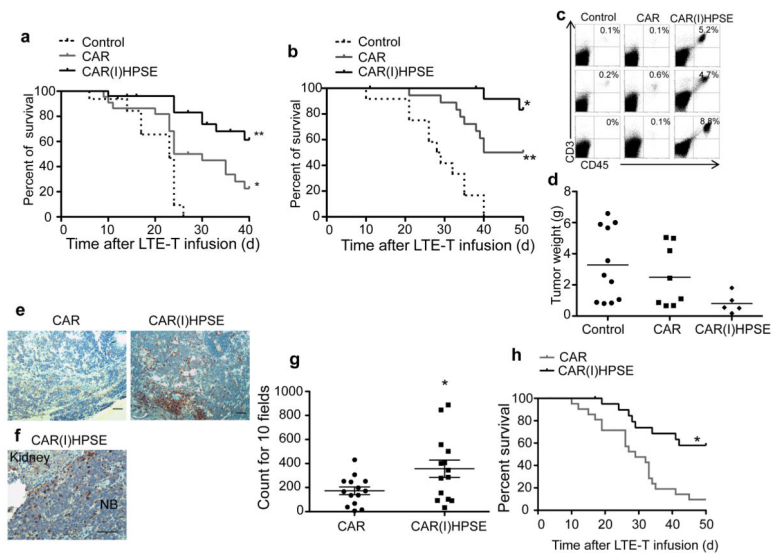 a
Control
CAR
CAR(I)HPSE
Percent of survival
100
80
60
40
20
0
**
*
0 10 20 30 40
Time after LTE-T infusion (d)
b
Control
CAR
CAR(I)HPSE
Percent of survival
100
80
60
40
20
0
*
**
0 10 20 30 40 50
Time after LTE-T infusion (d)
c
Control CAR CAR(I)HPSE
0.1% 0.1% 5.2%
0.2% 0.6% 4.7%
0% 0.1% 8.8%
CD3
CD45
d
Tumor weight (g)
8
6
4
2
0
Control CAR CAR(I)HPSE
e
CAR CAR(I)HPSE
f
CAR(I)HPSE
Kidney
NB
g
Count for 10 fields
1000
800
600
400
200
0
*
CAR CAR(I)HPSE
h
CAR
CAR(I)HPSE
Percent survival
100
80
60
40
20
0
*
0 10 20 30 40 50
Time after LTE-T infusion (d)